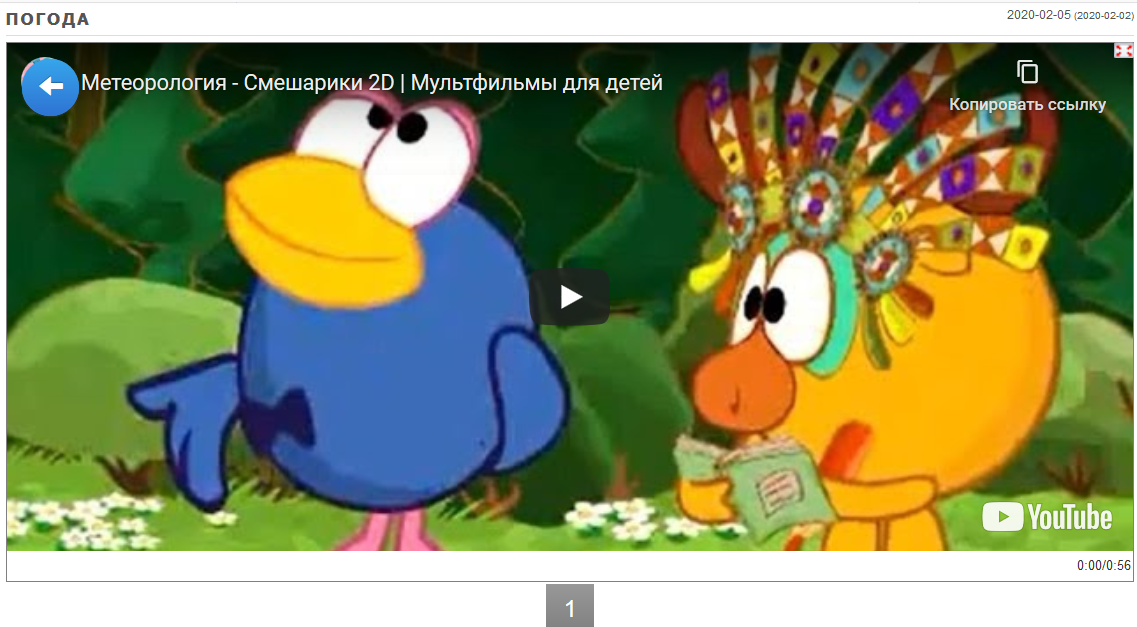 ПОГОДА
2020-02-05 (2020-02-02)
Метеорология - Смешарики 2D | Мультфильмы для детей
Копировать ссылку
YouTube
0:00/0:56
1